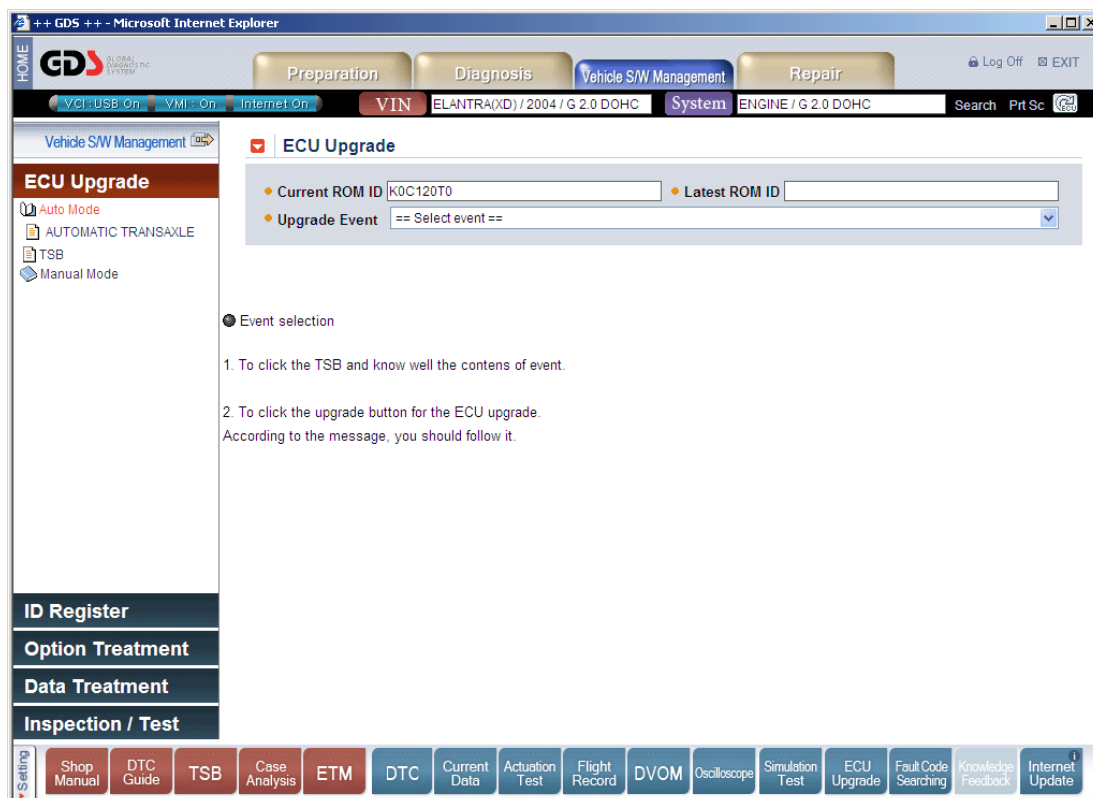 ++ GDS ++ - Microsoft Internet Explorer
HOME
GDS GLOBAL DIAGNOSTIC SYSTEM
Preparation
Diagnosis
Vehicle S/W Management
Repair
Log Off
EXIT
VCI : USB On
VMI : On
Internet On
VIN
ELANTRA(XD) / 2004 / G 2.0 DOHC
System
ENGINE / G 2.0 DOHC
Search
Prt Sc
ECU
Vehicle S/W Management
ECU Upgrade
Auto Mode
AUTOMATIC TRANSAXLE
TSB
Manual Mode
ID Register
Option Treatment
Data Treatment
Inspection / Test
ECU Upgrade
Current ROM ID K0C120T0
Latest ROM ID
Upgrade Event == Select event ==
Event selection
1. To click the TSB and know well the contens of event.
2. To click the upgrade button for the ECU upgrade.
According to the message, you should follow it.
Setting
Shop Manual
DTC Guide
TSB
Case Analysis
ETM
DTC
Current Data
Actuation Test
Flight Record
DVOM
Oscilloscope
Simulation Test
ECU Upgrade
Fault Code Searching
Knowledge Feedback
Internet Update